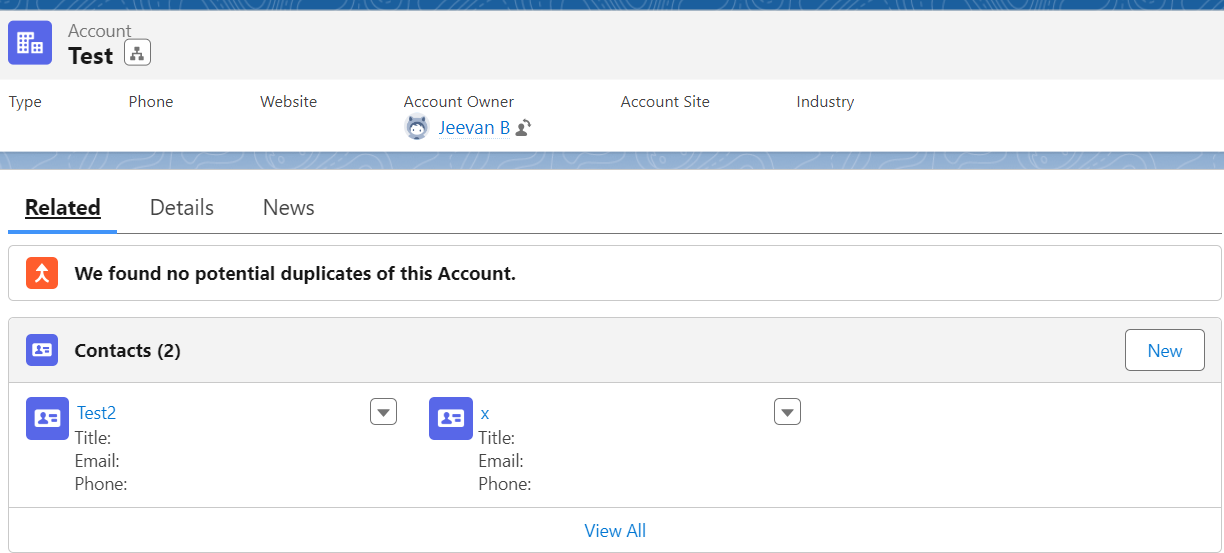 Account
Test
Type Phone Website Account Owner Account Site Industry
Jeevan B
Related Details News
We found no potential duplicates of this Account.
Contacts (2) New
Test2 x
Title: Title:
Email: Email:
Phone: Phone:
View All